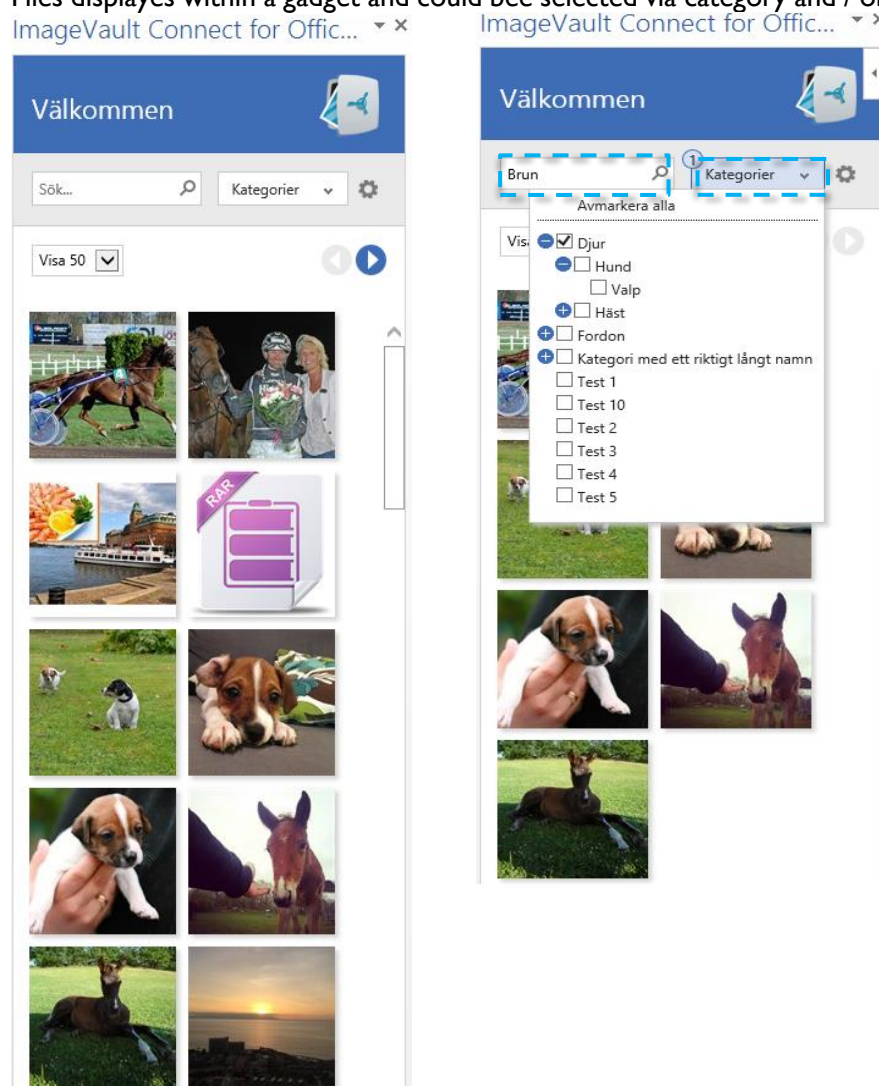 Files displayes within a gadget and could bee selected via category and / or
ImageVault Connect for Offic...
Välkommen
Sök...
Kategorier
Visa 50
4
RAR
ImageVault Connect for Offic...
Välkommen
Brun
1
Kategorier
Avmarkera alla
Djur
Hund
Valp
Häst
Fordon
Kategori med ett riktigt långt namn
Test 1
Test 10
Test 2
Test 3
Test 4
Test 5